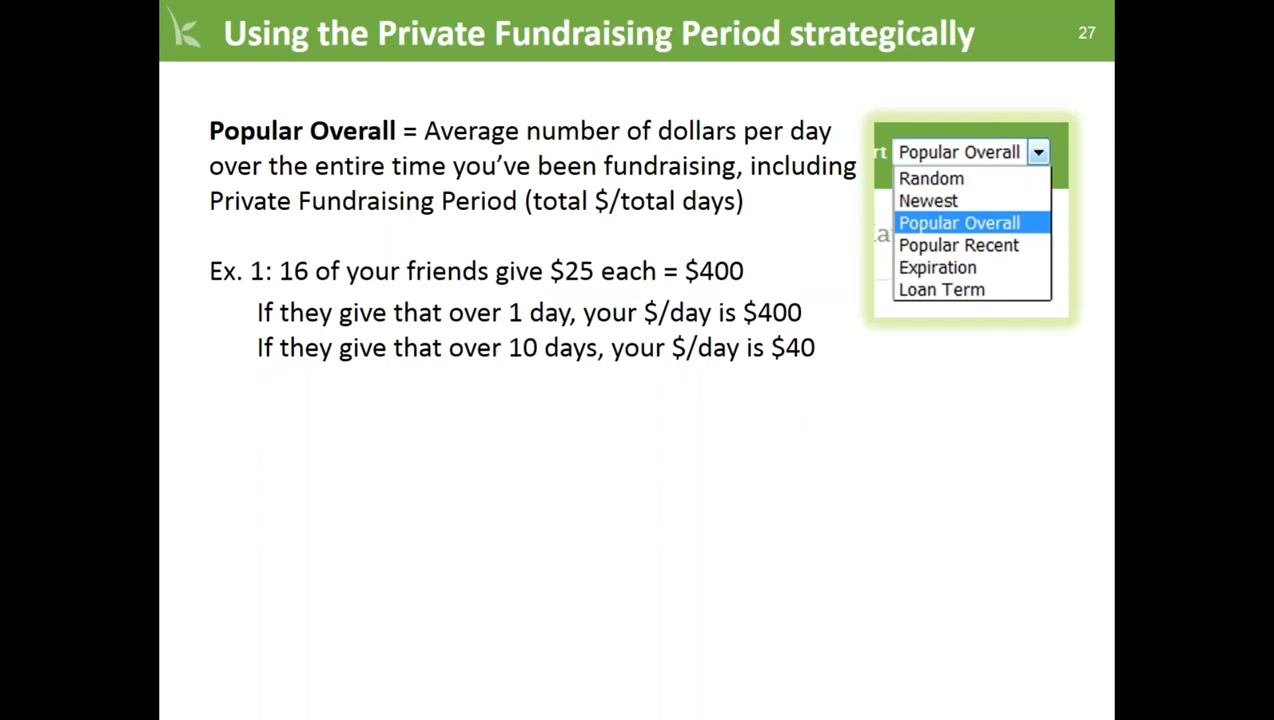 Using the Private Fundraising Period strategically
27
Popular Overall = Average number of dollars per day
over the entire time you've been fundraising, including
Private Fundraising Period (total $/total days)
Ex. 1: 16 of your friends give $25 each = $400
If they give that over 1 day, your $/day is $400
If they give that over 10 days, your $/day is $40
rt Popular Overall
Random
Newest
Popular Overall
Popular Recent
Expiration
Loan Term